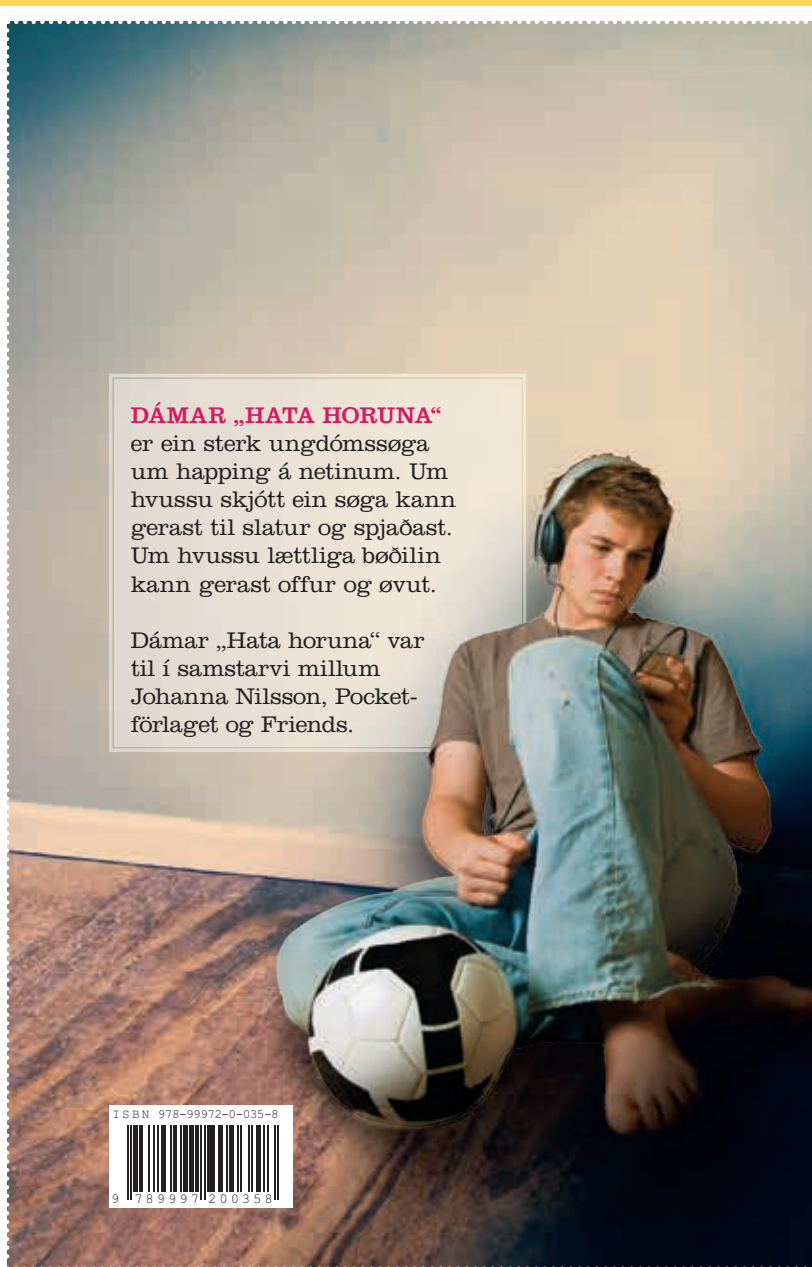 DÁMAR „HATA HORUNA“
er ein sterk ungdómssøga
um happing á netinum. Um
hvussu skjótt ein søga kann
gerast til slatur og spjaðast.
Um hvussu lættliga bøðilin
kann gerast offur og øvut.
Dámar „Hata horuna“ var
til í samstarvi millum
Johanna Nilsson, Pocket-
förlaget og Friends.
ISBN 978-99972-0-035-8
9 789997 200358